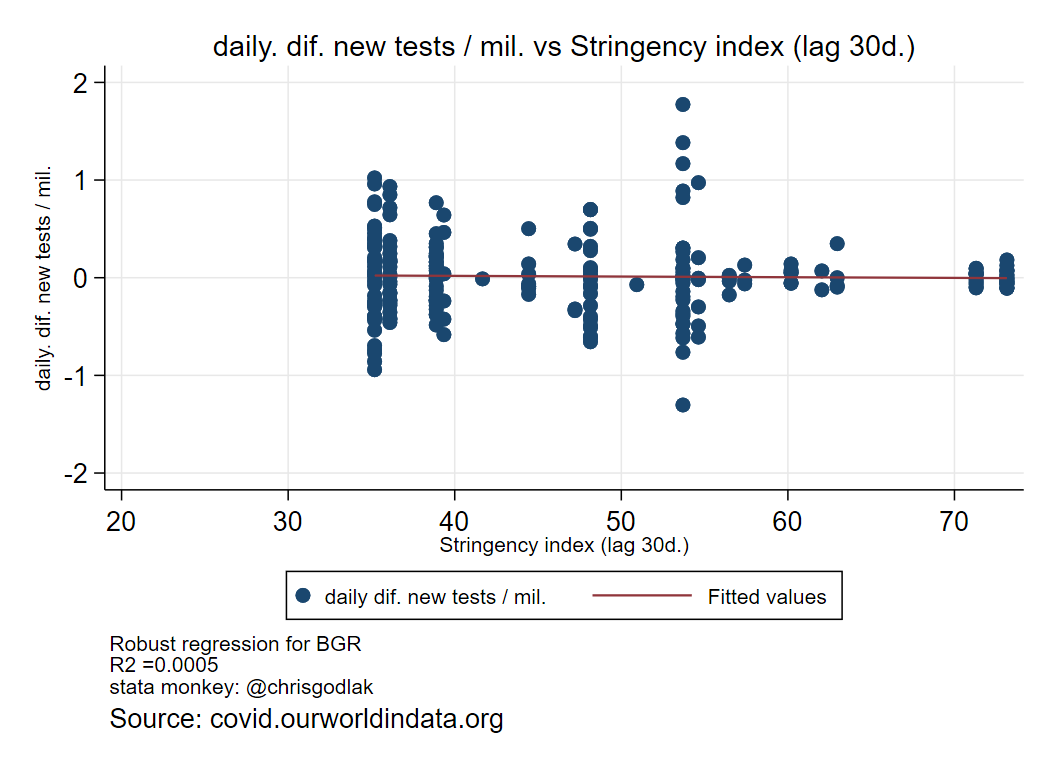 daily. dif. new tests / mil. vs Stringency index (lag 30d.)
daily. dif. new tests / mil.
2
1
0
-1
-2
20 30 40 50 60 70
Stringency index (lag 30d.)
daily dif. new tests / mil. Fitted values
Robust regression for BGR
R2 =0.0005
stata monkey: @chrisgodlak
Source: covid.ourworldindata.org